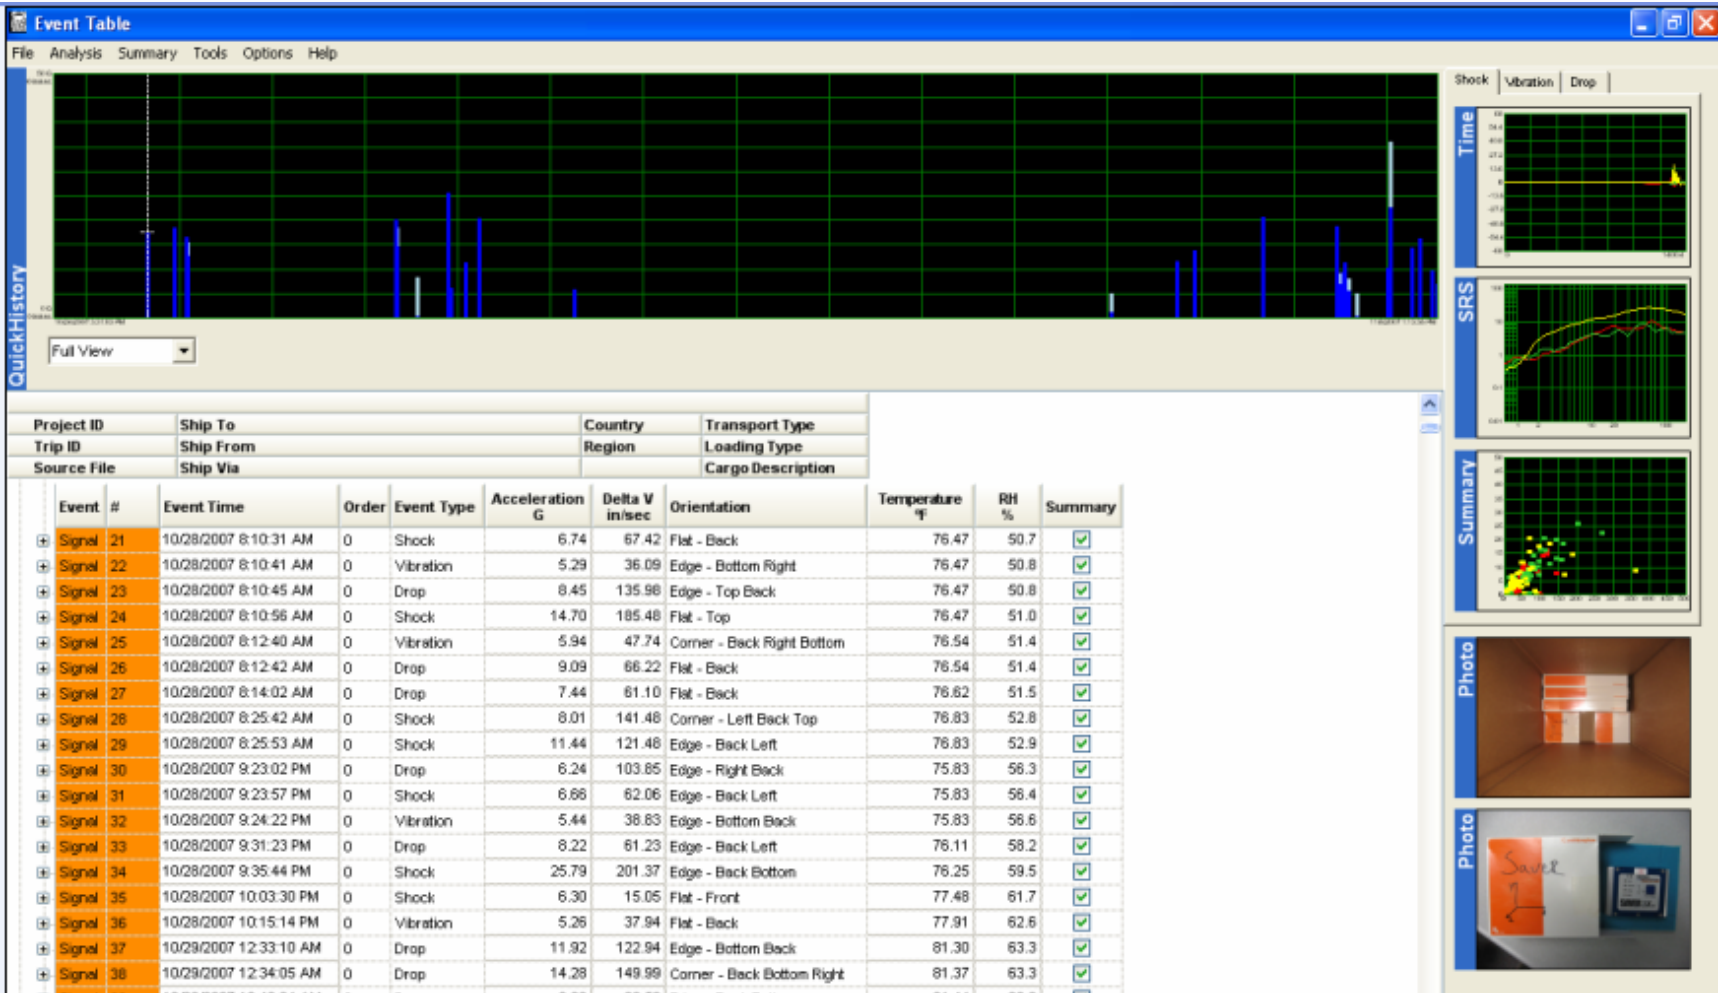 Event Table
File Analysis Summary Tools Options Help
QuickHistory
Full View
Shock Vibration Drop
Time
SRS
Summary
Photo
Photo
Saver
Project ID Ship To Country Transport Type
Trip ID Ship From Region Loading Type
Source File Ship Via Cargo Description
Event # Event Time Order Event Type Acceleration G Delta V in/sec Orientation Temperature °F RH % Summary
Signal 21 10/28/2007 8:10:31 AM 0 Shock 6.74 67.42 Flat - Back 76.47 50.7
Signal 22 10/28/2007 8:10:41 AM 0 Vibration 5.29 36.09 Edge - Bottom Right 76.47 50.8
Signal 23 10/28/2007 8:10:45 AM 0 Drop 8.45 135.98 Edge - Top Back 76.47 50.8
Signal 24 10/28/2007 8:10:56 AM 0 Shock 14.70 185.48 Flat - Top 76.47 51.0
Signal 25 10/28/2007 8:12:40 AM 0 Vibration 5.94 47.74 Corner - Back Right Bottom 76.54 51.4
Signal 26 10/28/2007 8:12:42 AM 0 Drop 9.09 66.22 Flat - Back 76.54 51.4
Signal 27 10/28/2007 8:14:02 AM 0 Drop 7.44 61.10 Flat - Back 76.62 51.5
Signal 28 10/28/2007 8:25:42 AM 0 Shock 8.01 141.48 Corner - Left Back Top 76.83 52.8
Signal 29 10/28/2007 8:25:53 AM 0 Shock 11.44 121.48 Edge - Back Left 76.83 52.9
Signal 30 10/28/2007 9:23:02 PM 0 Drop 6.24 103.85 Edge - Right Back 75.83 56.3
Signal 31 10/28/2007 9:23:57 PM 0 Shock 6.66 62.06 Edge - Back Left 75.83 56.4
Signal 32 10/28/2007 9:24:22 PM 0 Vibration 5.44 38.83 Edge - Bottom Back 75.83 56.6
Signal 33 10/28/2007 9:31:23 PM 0 Drop 8.22 61.23 Edge - Back Left 76.11 58.2
Signal 34 10/28/2007 9:35:44 PM 0 Shock 25.79 201.37 Edge - Back Bottom 76.25 59.5
Signal 35 10/28/2007 10:03:30 PM 0 Shock 6.30 15.05 Flat - Front 77.48 61.7
Signal 36 10/28/2007 10:15:14 PM 0 Vibration 5.26 37.94 Flat - Back 77.91 62.6
Signal 37 10/29/2007 12:33:10 AM 0 Drop 11.92 122.94 Edge - Bottom Back 81.30 63.3
Signal 38 10/29/2007 12:34:05 AM 0 Drop 14.28 149.99 Corner - Back Bottom Right 81.37 63.3